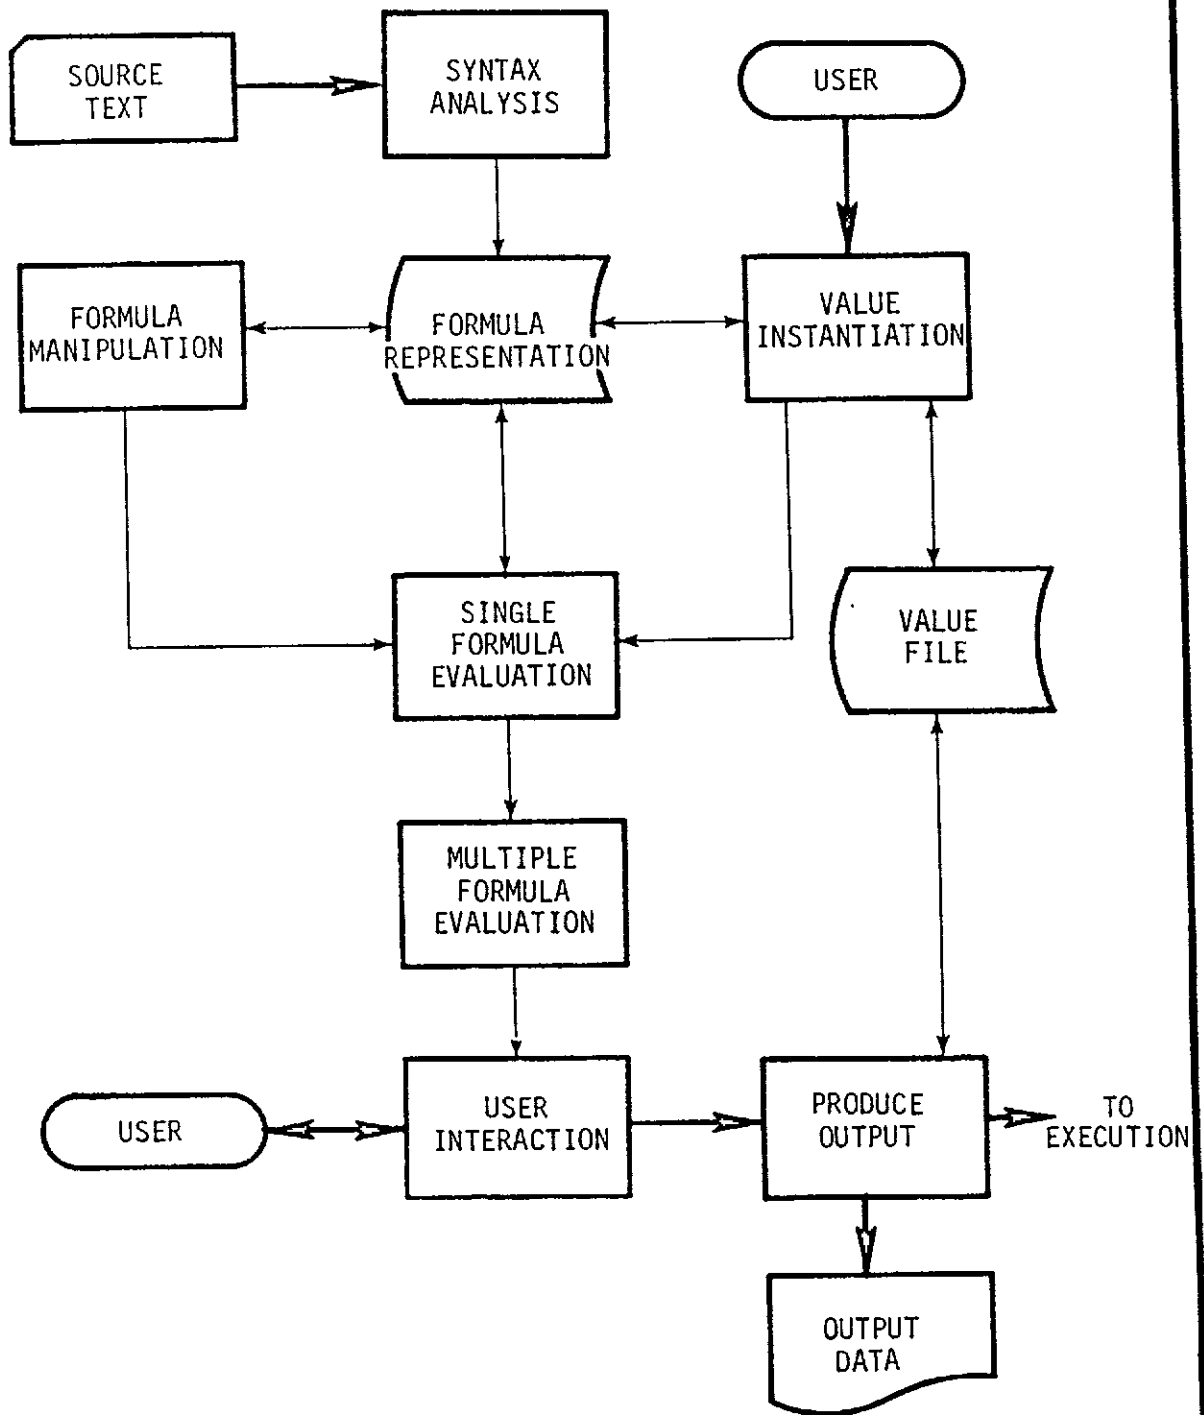 SOURCE
TEXT
SYNTAX
ANALYSIS
USER
FORMULA
MANIPULATION
FORMULA
REPRESENTATION
VALUE
INSTANTIATION
SINGLE
FORMULA
EVALUATION
VALUE
FILE
MULTIPLE
FORMULA
EVALUATION
USER
USER
INTERACTION
PRODUCE
OUTPUT
TO
EXECUTION
OUTPUT
DATA